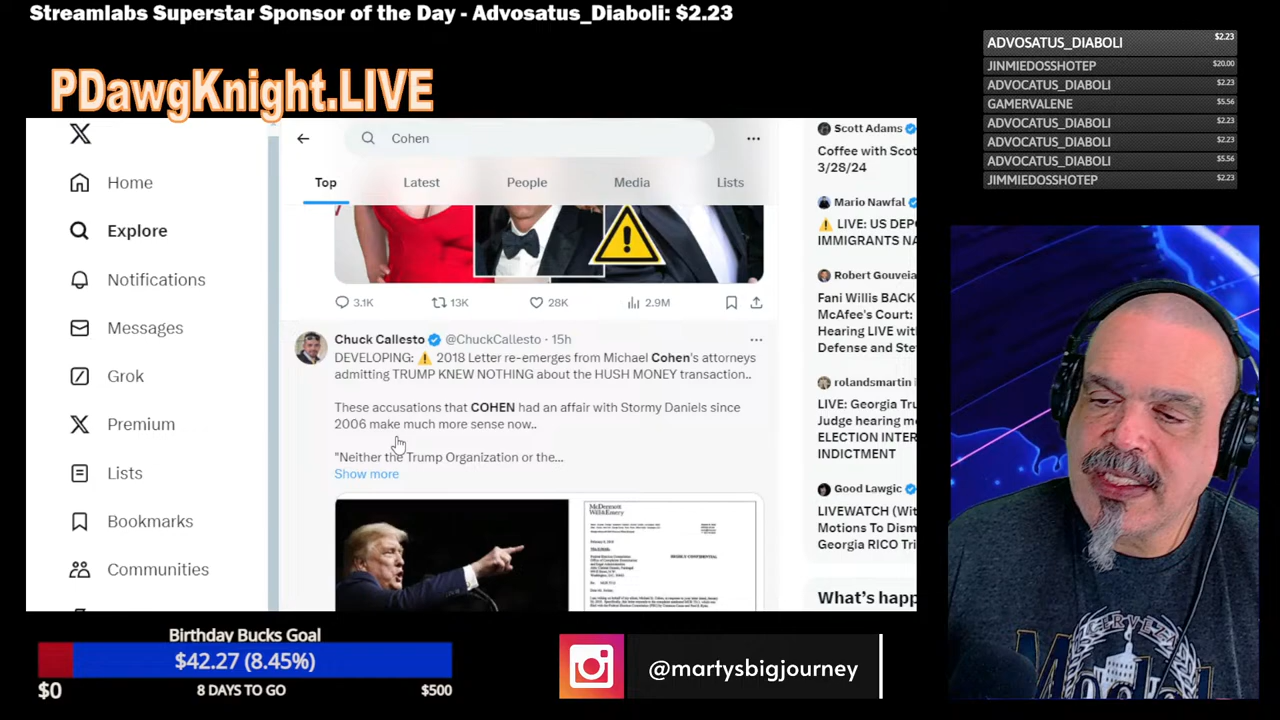 Streamlabs Superstar Sponsor of the Day - Advosatus_Diaboli: $2.23
PDawgKnight.LIVE
ADVOSATUS_DIABOLI $2.23
JINMIEDOSSHOTEP $20.00
ADVOCATUS_DIABOLI $2.23
GAMERVALENE $5.56
ADVOCATUS_DIABOLI $2.23
ADVOCATUS_DIABOLI $2.23
ADVOCATUS_DIABOLI $5.56
JIMMIEDOSSHOTEP $2.23
Home
Explore
Notifications
Messages
Grok
Premium
Lists
Bookmarks
Communities
Cohen
Top Latest People Media Lists
3.1K 13K 28K 2.9M
Chuck Callesto @ChuckCallesto · 15h
DEVELOPING: ⚠️ 2018 Letter re-emerges from Michael Cohen's attorneys
admitting TRUMP KNEW NOTHING about the HUSH MONEY transaction..
These accusations that COHEN had an affair with Stormy Daniels since
2006 make much more sense now..
"Neither the Trump Organization or the...
Show more
McDermott
Will & Emery
Scott Adams
Coffee with Scot
3/28/24
Mario Nawfal
⚠️ LIVE: US DEP
IMMIGRANTS NA
Robert Gouveia
Fani Willis BACK
McAfee's Court:
Hearing LIVE with
Defense and Ste
rolandsmartin
LIVE: Georgia Tru
Judge hearing m
ELECTION INTER
INDICTMENT
Good Lawgic
LIVEWATCH (Wit
Motions To Dism
Georgia RICO Tri
What's happ
CERVEZ
Birthday Bucks Goal
$42.27 (8.45%)
$0 8 DAYS TO GO $500
@martysbigjourney